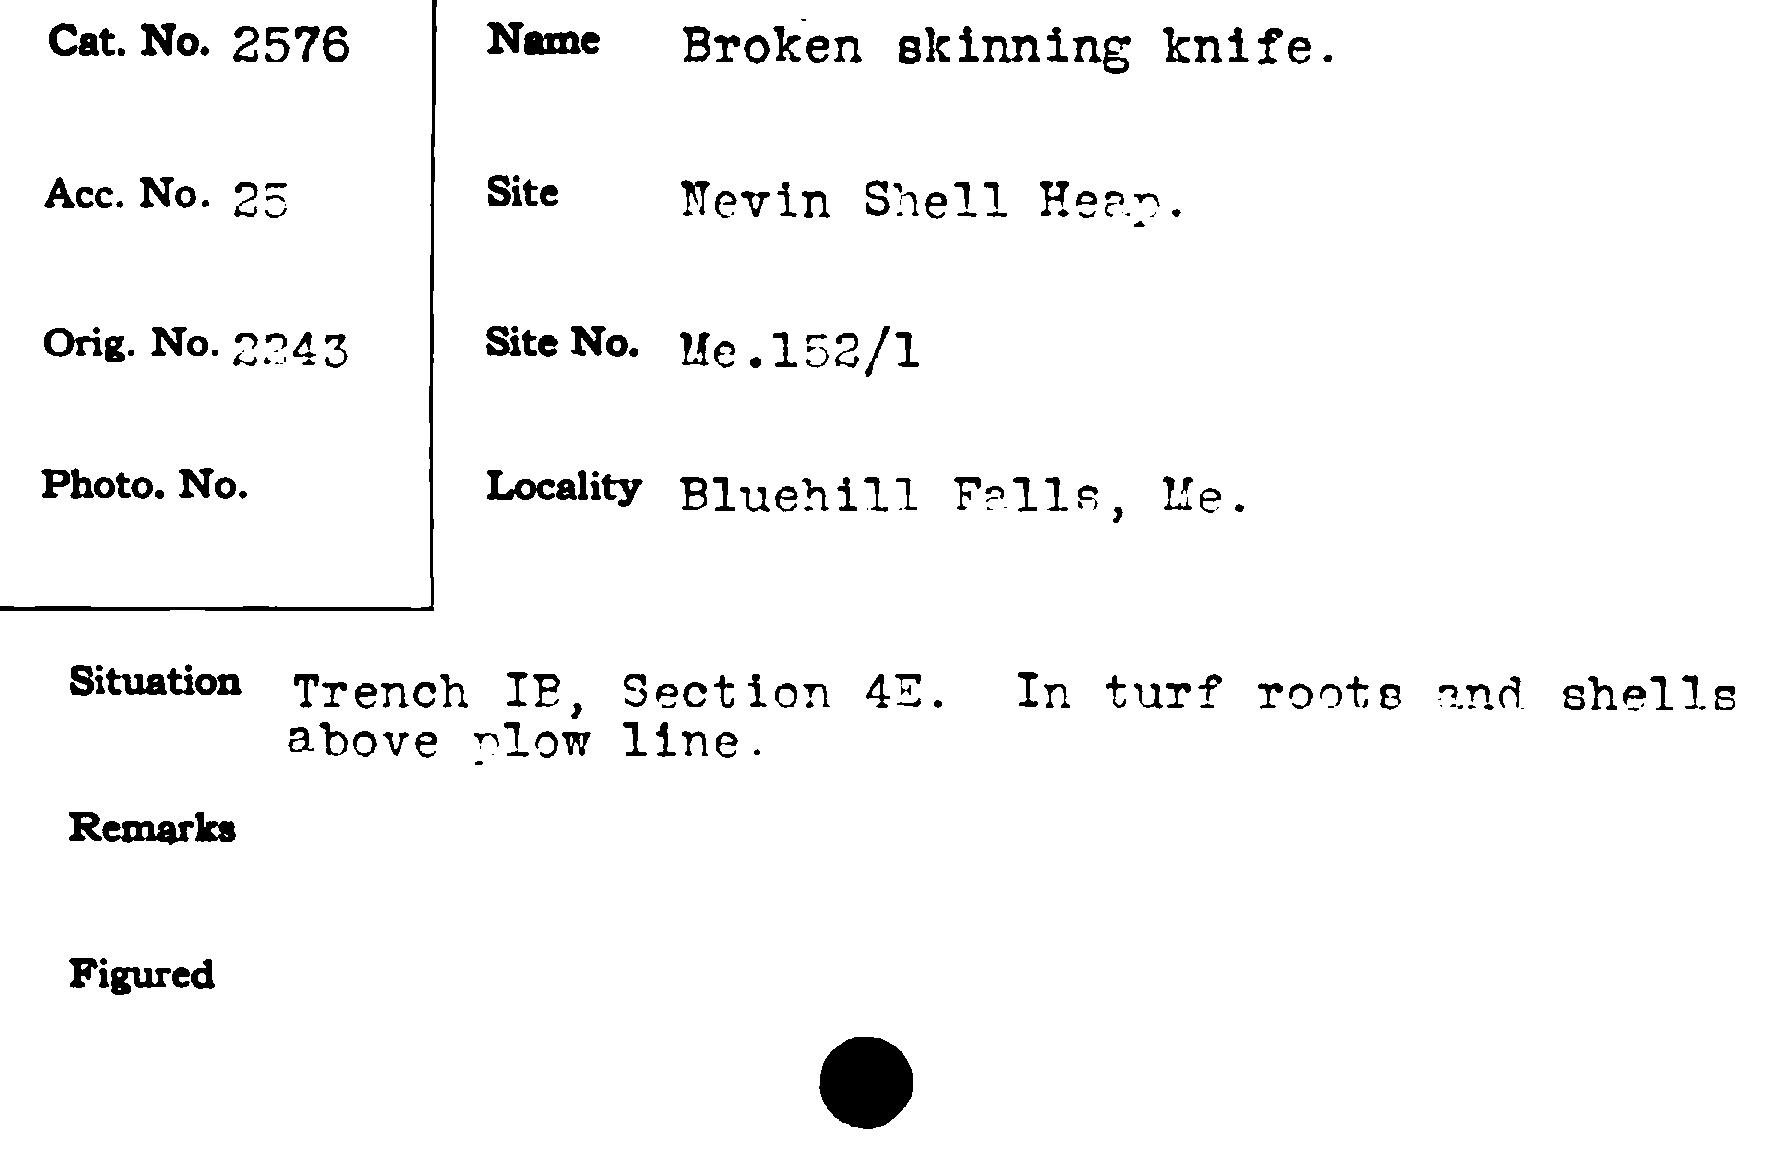 Cat. No. 2576
Name Broken skinning knife.
Acc. No. 25
Site Nevin Shell Heap.
Orig. No. 2243
Site No. Me.152/1
Photo. No.
Locality Bluehill Falls, Me.
Situation Trench IB, Section 4E. In turf roots and shells
above plow line.
Remarks
Figured